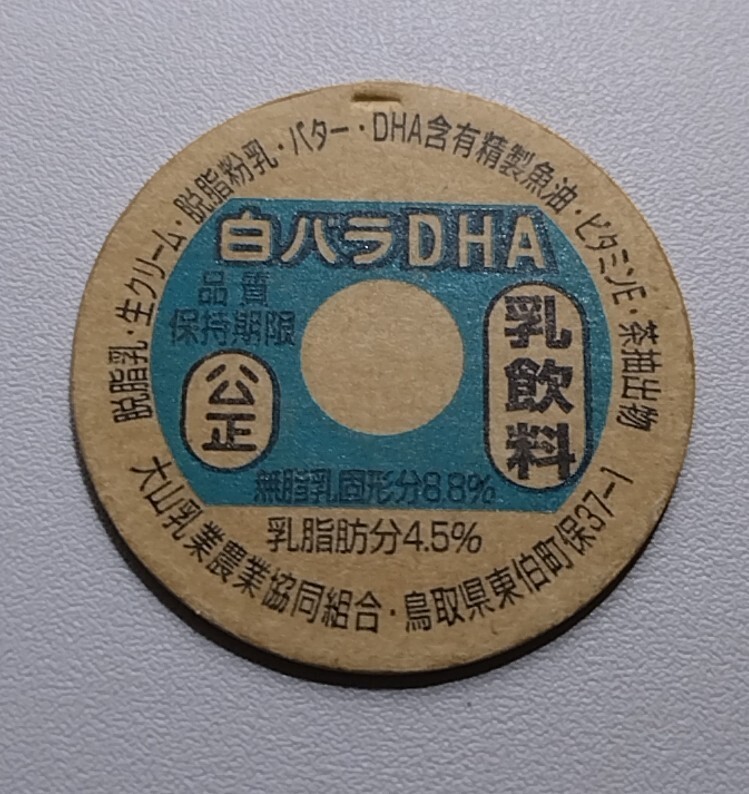 脱脂乳・生クリーム・脱脂粉乳・バター・DHA含有精製魚油・ビタミンE・茶抽出物
白バラDHA
品質
保持期限
公正
乳飲料
無脂乳固形分8.8%
乳脂肪分4.5%
大山乳業農業協同組合・鳥取県東伯町保37-1